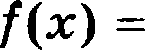 f(x) =